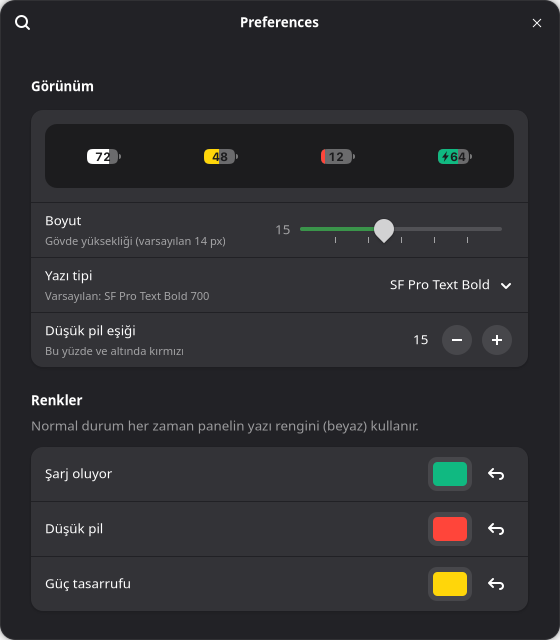 Preferences
Görünüm
72 48 12 64
Boyut
15
Gövde yüksekliği (varsayılan 14 px)
Yazı tipi
SF Pro Text Bold
Varsayılan: SF Pro Text Bold 700
Düşük pil eşiği
15
Bu yüzde ve altında kırmızı
Renkler
Normal durum her zaman panelin yazı rengini (beyaz) kullanır.
Şarj oluyor
Düşük pil
Güç tasarrufu